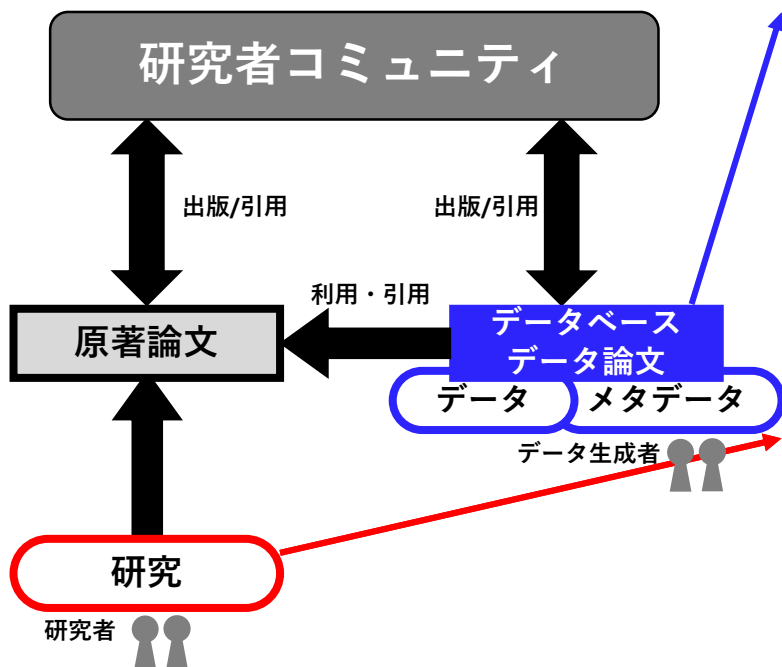 研究者コミュニティ
出版/引用
出版/引用
利用・引用
原著論文
データベース
データ論文
データ
メタデータ
データ生成者
研究
研究者